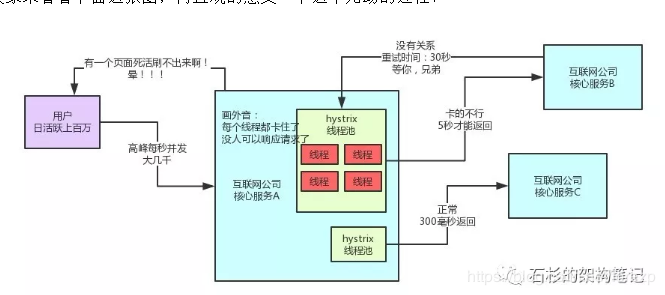 有一个页面死活刷不出来啊！
晕！！！
没有关系
重试时间：30秒
等你，兄弟
互联网公司
核心服务B
用户
日活跃上百万
画外音：
每个线程都卡住了
没人可以响应请求了
hystrix
线程池
线程
线程
线程
线程
卡的不行
5秒才能返回
高峰每秒并发
大几千
互联网公司
核心服务A
互联网公司
核心服务C
正常
300毫秒返回
hystrix
线程池
石杉的架构笔记